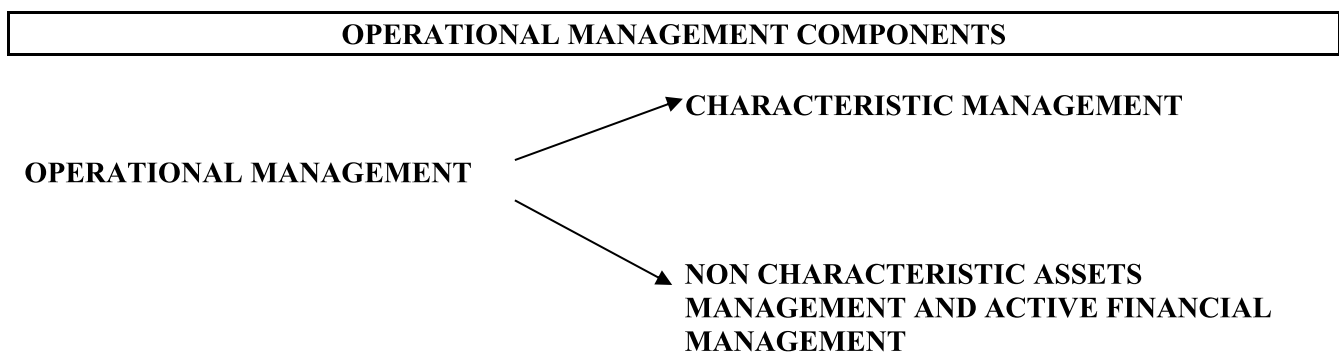 OPERATIONAL MANAGEMENT COMPONENTS
CHARACTERISTIC MANAGEMENT
OPERATIONAL MANAGEMENT
NON CHARACTERISTIC ASSETS
MANAGEMENT AND ACTIVE FINANCIAL
MANAGEMENT